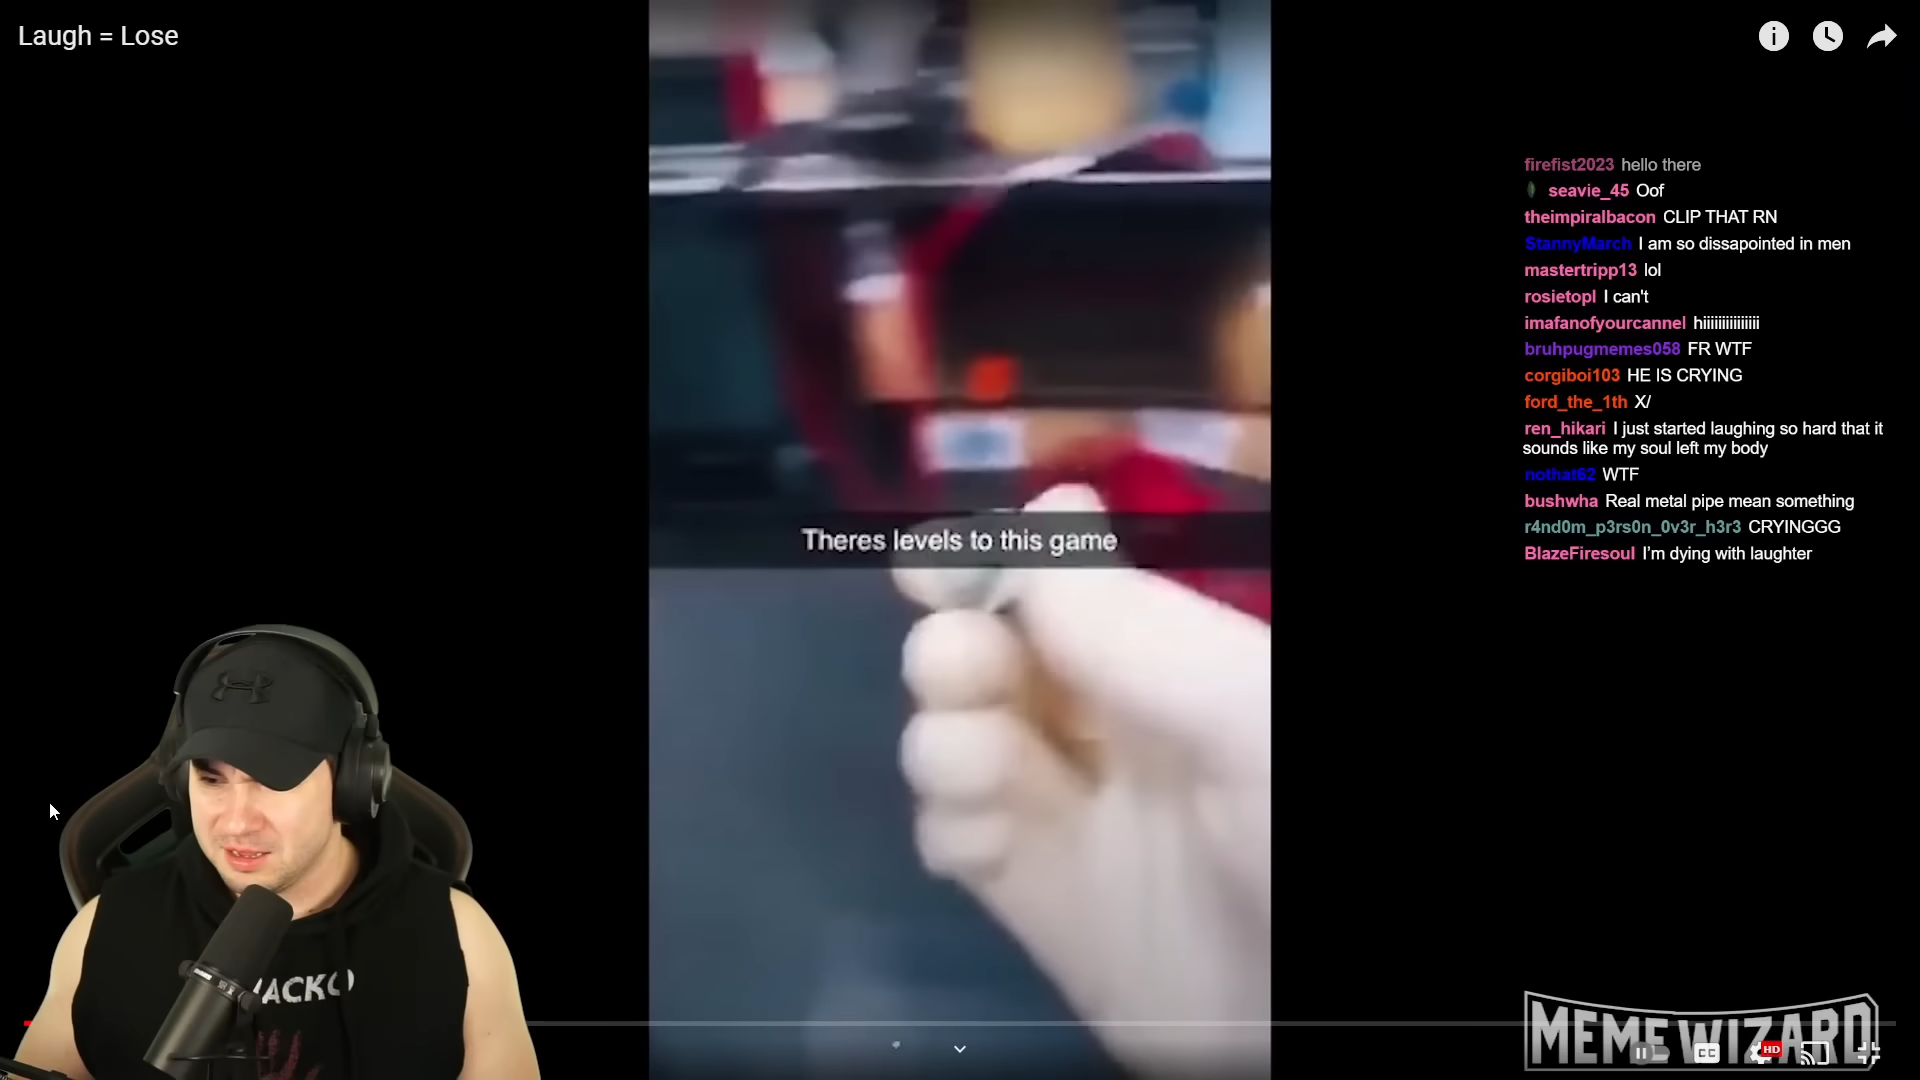 Laugh = Lose
firefist2023 hello there
seavie_45 Oof
theimpiralbacon CLIP THAT RN
StannyMarch I am so dissapointed in men
mastertripp13 lol
rosietopl I can't
imafanofyourcannel hiiiiiiiiiiiiiii
bruhpugmemes058 FR WTF
corgiboi103 HE IS CRYING
ford_the_1th X/
ren_hikari I just started laughing so hard that it
sounds like my soul left my body
nothat62 WTF
bushwha Real metal pipe mean something
r4nd0m_p3rs0n_0v3r_h3r3 CRYINGGG
BlazeFiresoul I'm dying with laughter
Theres levels to this game
MEME WIZARD
CC
HD